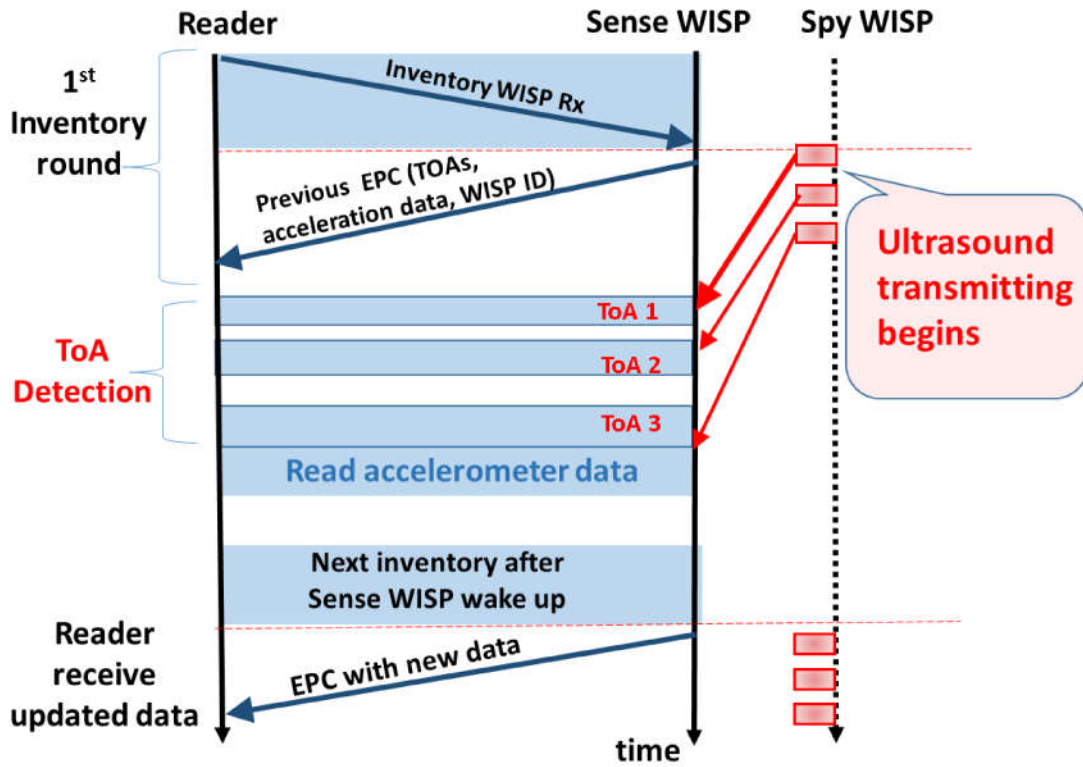 Reader
Sense WISP
Spy WISP
1st
Inventory
round
Inventory WISP Rx
Previous EPC (TOAs,
acceleration data, WISP ID)
Ultrasound
transmitting
begins
ToA
Detection
ToA 1
ToA 2
ToA 3
Read accelerometer data
Next inventory after
Sense WISP wake up
Reader
receive
updated data
EPC with new data
time